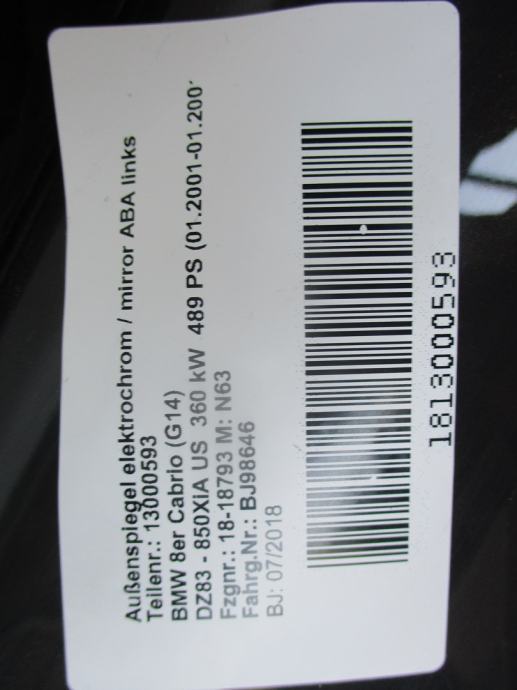 Außenspiegel elektrochrom / mirror ABA links
Teilenr.: 13000593
BMW 8er Cabrio (G14)
DZ83 - 850XiA US 360 kW 489 PS (01.2001-01.200
Fzgnr.: 18-18793 M: N63
Fahrg.Nr.: BJ98646
BJ: 07/2018
1813000593